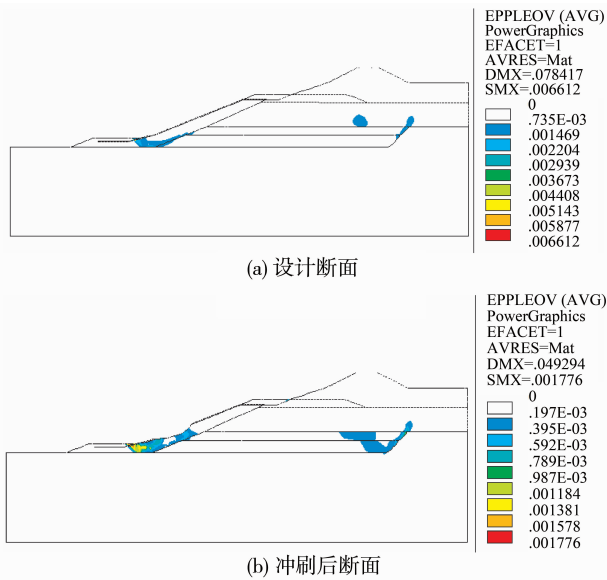 EPPLEOV (AVG)
PowerGraphics
EFACET=1
AVRES=Mat
DMX=.078417
SMX=.006612
0
.735E-03
.001469
.002204
.002939
.003673
.004408
.005143
.005877
.006612
(a) 设计断面
EPPLEOV (AVG)
PowerGraphics
EFACET=1
AVRES=Mat
DMX=.049294
SMX=.001776
0
.197E-03
.395E-03
.592E-03
.789E-03
.987E-03
.001184
.001381
.001578
.001776
(b) 冲刷后断面